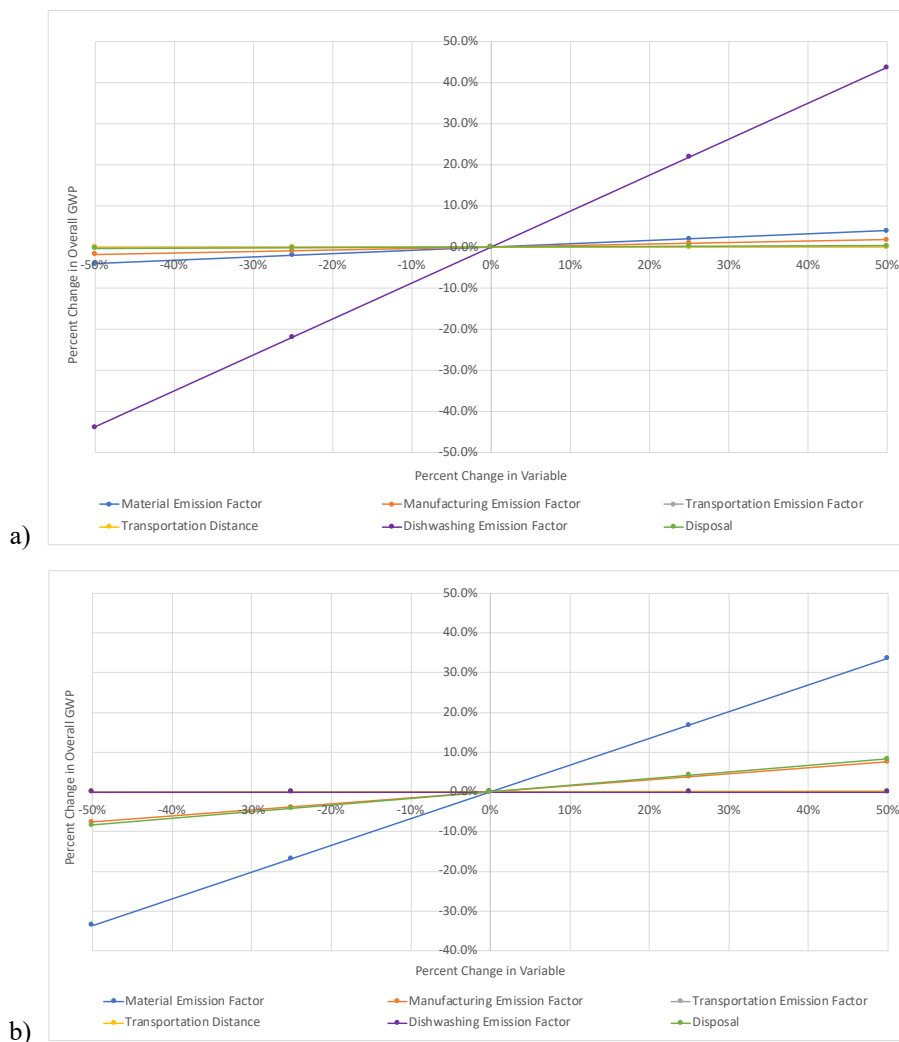 50.0%
40.0%
30.0%
20.0%
10.0%
0.0%
-50% -40% -30% -20% -10% 0% 10% 20% 30% 40% 50%
-10.0%
-20.0%
-30.0%
-40.0%
-50.0%
Percent Change in Overall GWP
Percent Change in Variable
Material Emission Factor Manufacturing Emission Factor Transportation Emission Factor
Transportation Distance Dishwashing Emission Factor Disposal
a)
50.0%
40.0%
30.0%
20.0%
10.0%
0.0%
-50% -40% -30% -20% -10% 0% 10% 20% 30% 40% 50%
-10.0%
-20.0%
-30.0%
-40.0%
Percent Change in Overall GWP
Percent Change in Variable
Material Emission Factor Manufacturing Emission Factor Transportation Emission Factor
Transportation Distance Dishwashing Emission Factor Disposal
b)